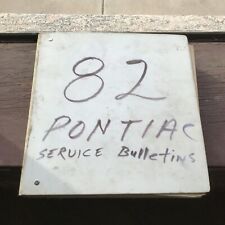 82
PONTIAC
SERVICE Bulletins